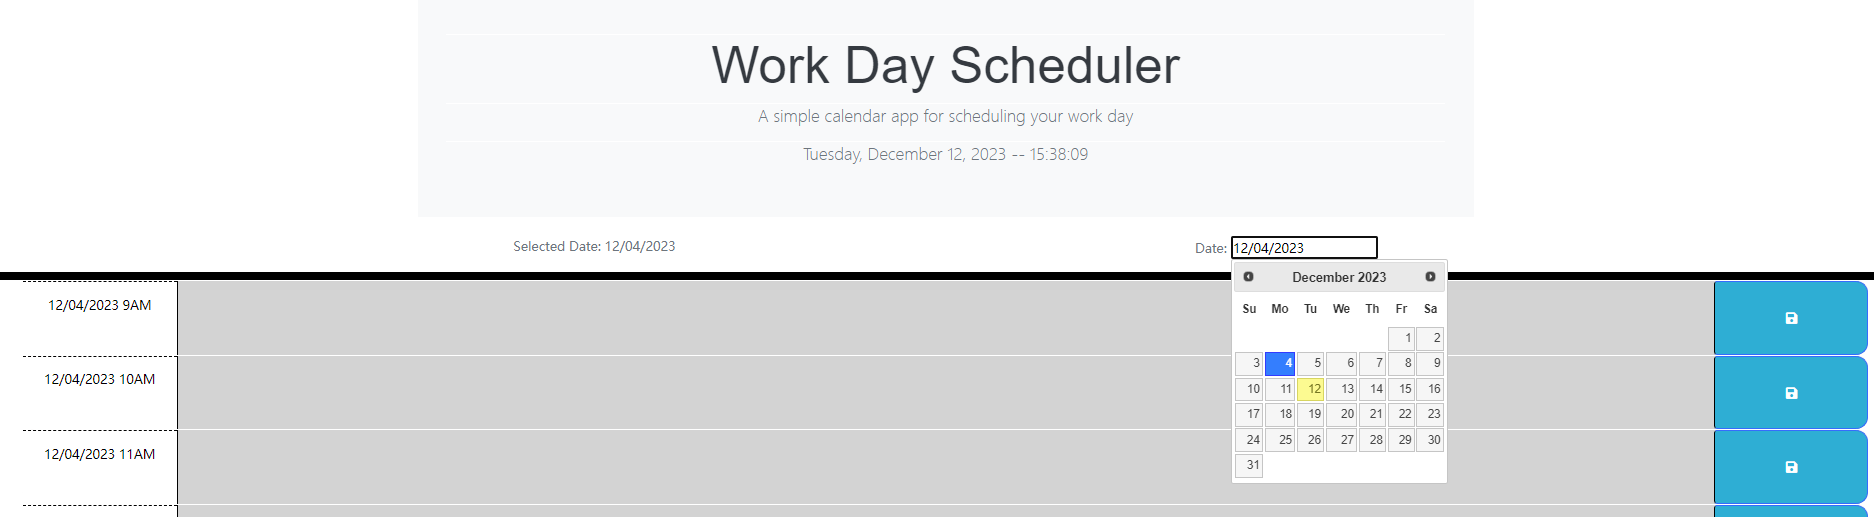 Work Day Scheduler
A simple calendar app for scheduling your work day
Tuesday, December 12, 2023 -- 15:38:09
Selected Date: 12/04/2023
Date: 12/04/2023
December 2023
Su Mo Tu We Th Fr Sa
1 2
3 4 5 6 7 8 9
10 11 12 13 14 15 16
17 18 19 20 21 22 23
24 25 26 27 28 29 30
31
12/04/2023 9AM
12/04/2023 10AM
12/04/2023 11AM